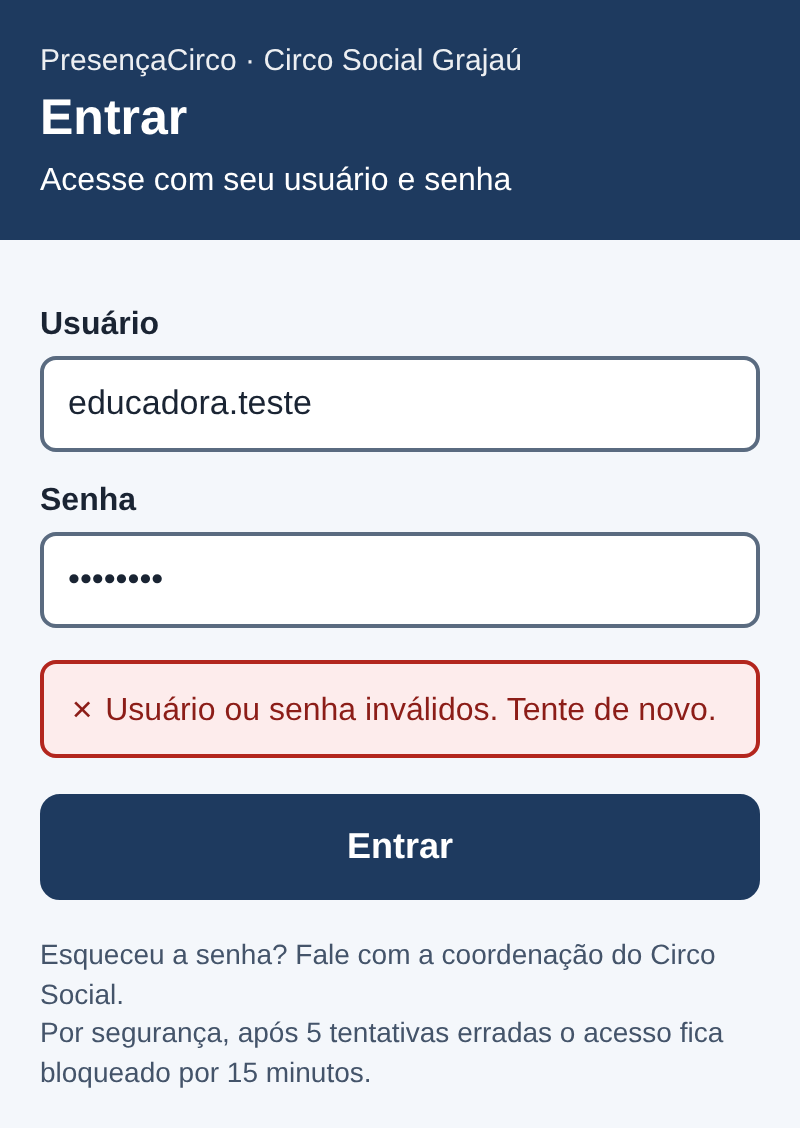 PresençaCirco · Circo Social Grajaú
Entrar
Acesse com seu usuário e senha
Usuário
educadora.teste
Senha
••••••••
✕ Usuário ou senha inválidos. Tente de novo.
Entrar
Esqueceu a senha? Fale com a coordenação do Circo
Social.
Por segurança, após 5 tentativas erradas o acesso fica
bloqueado por 15 minutos.